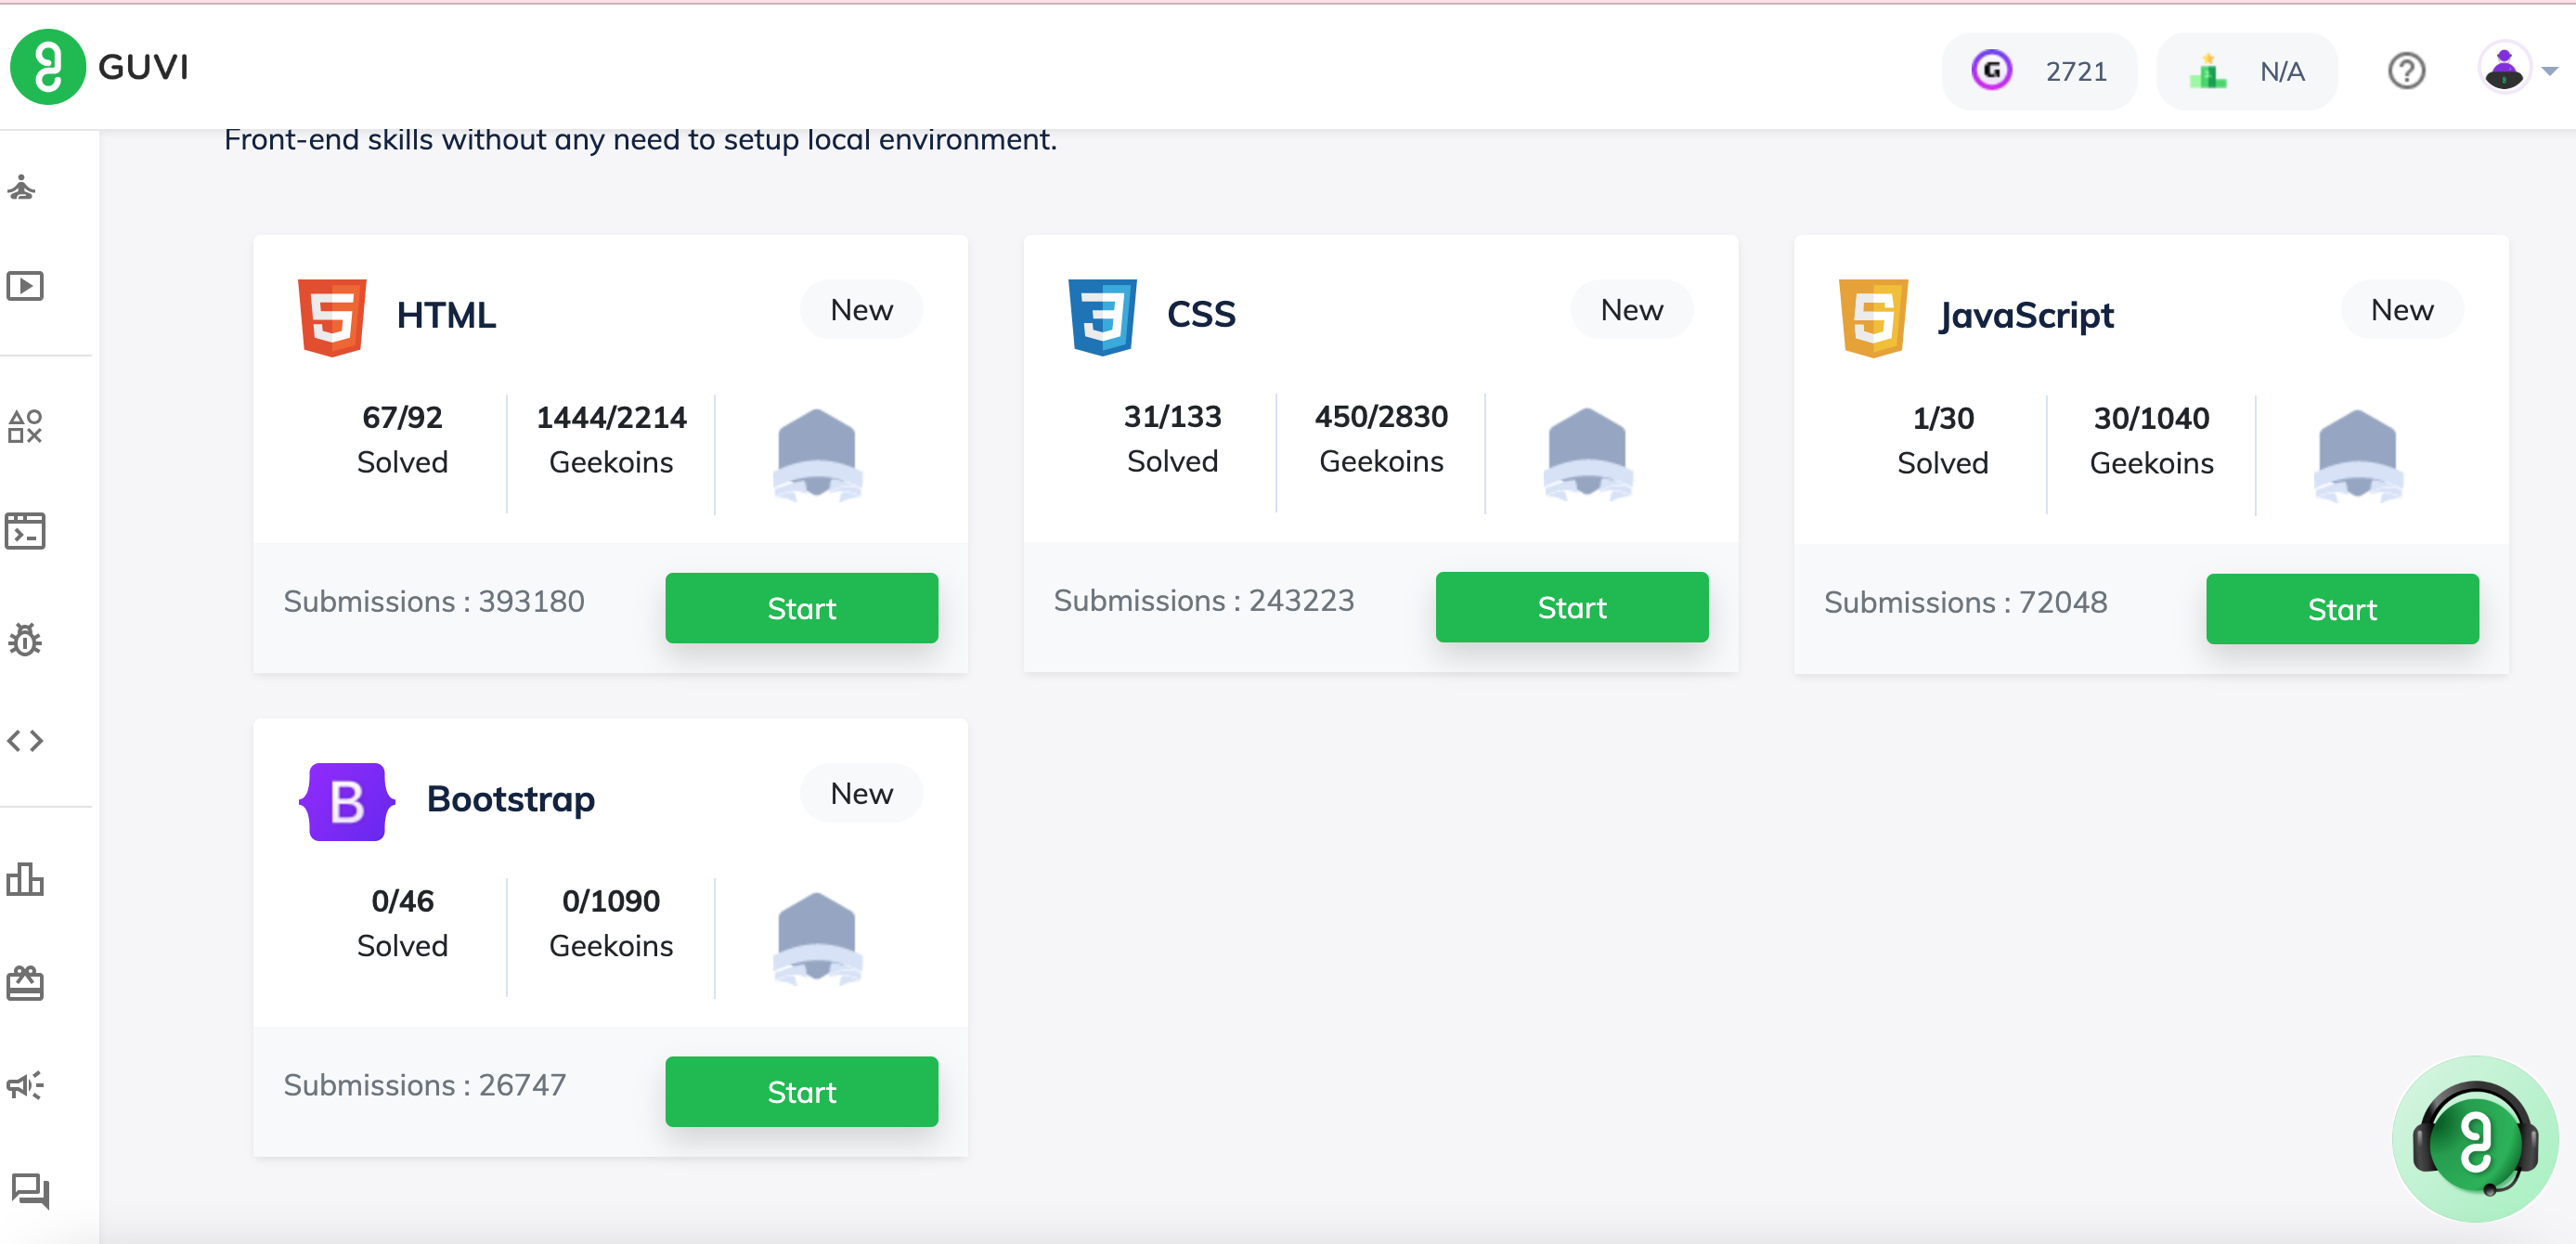 GUVI
2721
N/A
Front-end skills without any need to setup local environment.
HTML
New
67/92
Solved
1444/2214
Geekoins
Submissions : 393180
Start
CSS
New
31/133
Solved
450/2830
Geekoins
Submissions : 243223
Start
JavaScript
New
1/30
Solved
30/1040
Geekoins
Submissions : 72048
Start
B
Bootstrap
New
0/46
Solved
0/1090
Geekoins
Submissions : 26747
Start